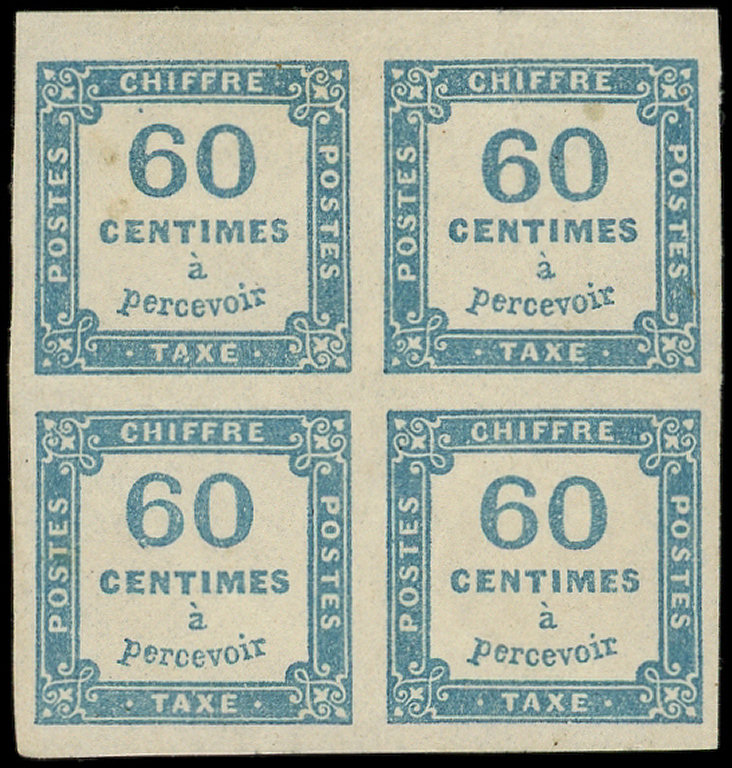 CHIFFRE
POSTES
60
CENTIMES
à
percevoir
POSTES
· TAXE ·
CHIFFRE
POSTES
60
CENTIMES
à
percevoir
POSTES
· TAXE ·
CHIFFRE
POSTES
60
CENTIMES
à
percevoir
POSTES
· TAXE ·
CHIFFRE
POSTES
60
CENTIMES
à
percevoir
POSTES
· TAXE ·